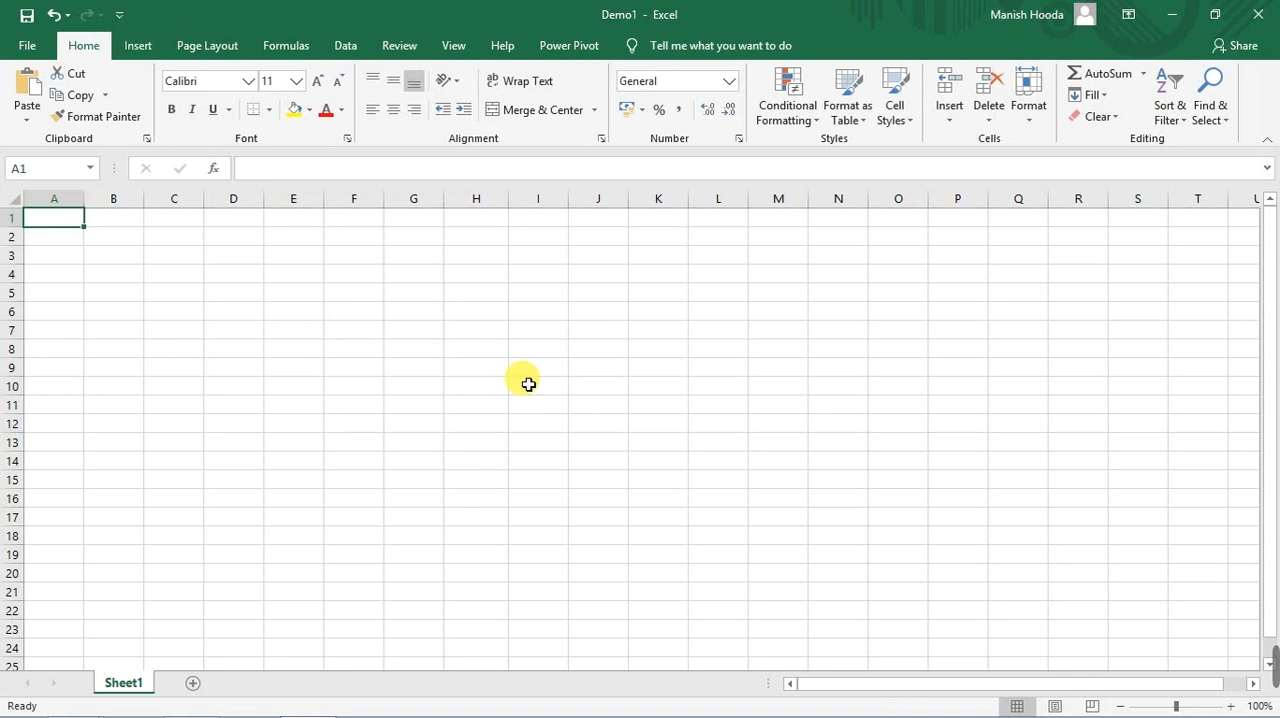 Demo1 - Excel
Manish Hooda
File Home Insert Page Layout Formulas Data Review View Help Power Pivot Tell me what you want to do Share
Paste
Cut
Copy
Format Painter
Clipboard
Calibri 11
B I U A
Font
Wrap Text
Merge & Center
Alignment
General
%
Number
Conditional Formatting
Format as Table
Cell Styles
Styles
Insert Delete Format
Cells
AutoSum
Fill
Clear
Sort & Filter
Find & Select
Editing
A1 fx
A B C D E F G H I J K L M N O P Q R S T U
1
2
3
4
5
6
7
8
9
10
11
12
13
14
15
16
17
18
19
20
21
22
23
24
25
Sheet1
Ready 100%